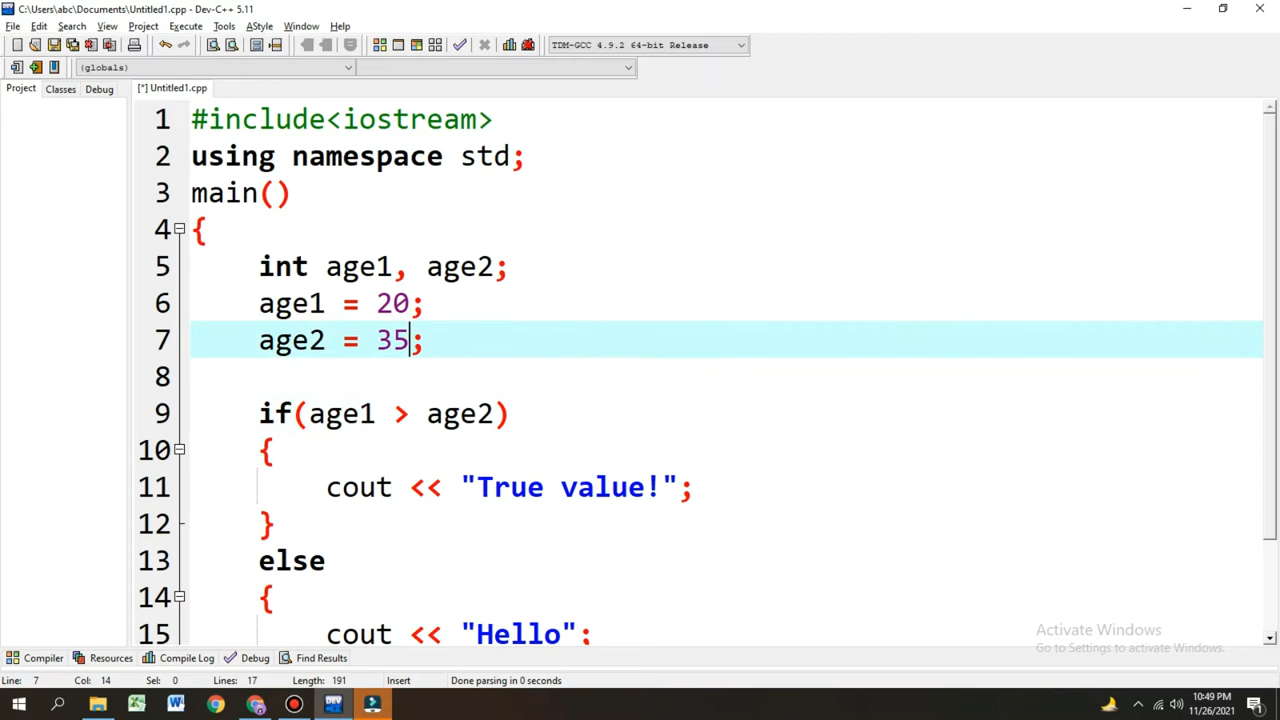 C:\Users\abc\Documents\Untitled1.cpp - Dev-C++ 5.11
File Edit Search View Project Execute Tools AStyle Window Help
TDM-GCC 4.9.2 64-bit Release
(globals)
Project Classes Debug [*] Untitled1.cpp
1 #include<iostream>
2 using namespace std;
3 main()
4 {
5 int age1, age2;
6 age1 = 20;
7 age2 = 35;
8
9 if(age1 > age2)
10 {
11 cout << "True value!";
12 }
13 else
14 {
15 cout << "Hello";
Activate Windows
Go to Settings to activate Windows.
Compiler Resources Compile Log Debug Find Results
Line: 7 Col: 14 Sel: 0 Lines: 17 Length: 191 Insert Done parsing in 0 seconds
DEV
10:49 PM
11/26/2021
1